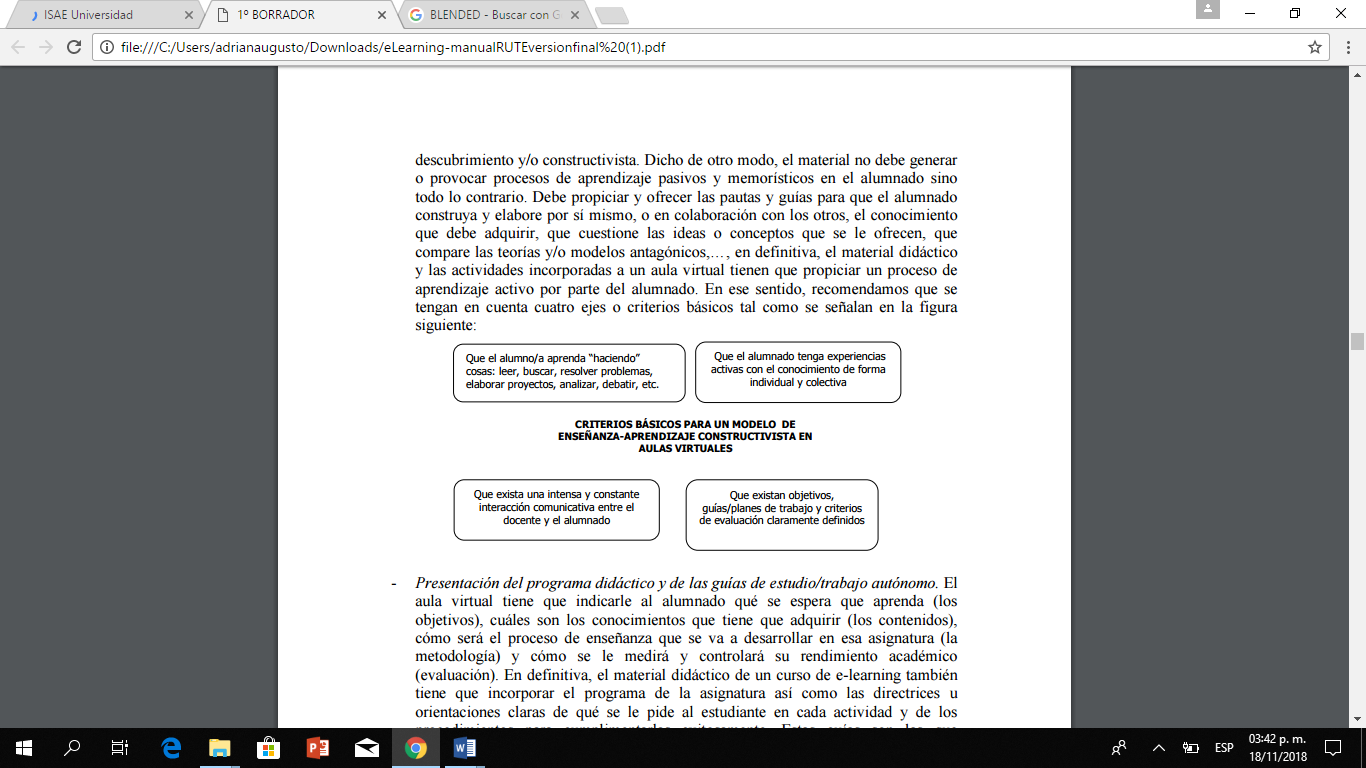 ISAE Universidad
1º BORRADOR
BLENDED - Buscar con G
file:///C:/Users/adrianaugusto/Downloads/eLearning-manualRUTEversionfinal%20(1).pdf
descubrimiento y/o constructivista. Dicho de otro modo, el material no debe generar
o provocar procesos de aprendizaje pasivos y memorísticos en el alumnado sino
todo lo contrario. Debe propiciar y ofrecer las pautas y guías para que el alumnado
construya y elabore por sí mismo, o en colaboración con los otros, el conocimiento
que debe adquirir, que cuestione las ideas o conceptos que se le ofrecen, que
compare las teorías y/o modelos antagónicos,…, en definitiva, el material didáctico
y las actividades incorporadas a un aula virtual tienen que propiciar un proceso de
aprendizaje activo por parte del alumnado. En ese sentido, recomendamos que se
tengan en cuenta cuatro ejes o criterios básicos tal como se señalan en la figura
siguiente:
Que el alumno/a aprenda “haciendo”
cosas: leer, buscar, resolver problemas,
elaborar proyectos, analizar, debatir, etc.
Que el alumnado tenga experiencias
activas con el conocimiento de forma
individual y colectiva
CRITERIOS BÁSICOS PARA UN MODELO DE
ENSEÑANZA-APRENDIZAJE CONSTRUCTIVISTA EN
AULAS VIRTUALES
Que exista una intensa y constante
interacción comunicativa entre el
docente y el alumnado
Que existan objetivos,
guías/planes de trabajo y criterios
de evaluación claramente definidos
- Presentación del programa didáctico y de las guías de estudio/trabajo autónomo. El
aula virtual tiene que indicarle al alumnado qué se espera que aprenda (los
objetivos), cuáles son los conocimientos que tiene que adquirir (los contenidos),
cómo será el proceso de enseñanza que se va a desarrollar en esa asignatura (la
metodología) y cómo se le medirá y controlará su rendimiento académico
(evaluación). En definitiva, el material didáctico de un curso de e-learning también
tiene que incorporar el programa de la asignatura así como las directrices u
orientaciones claras de qué se le pide al estudiante en cada actividad y de los
ESP
03:42 p. m.
18/11/2018